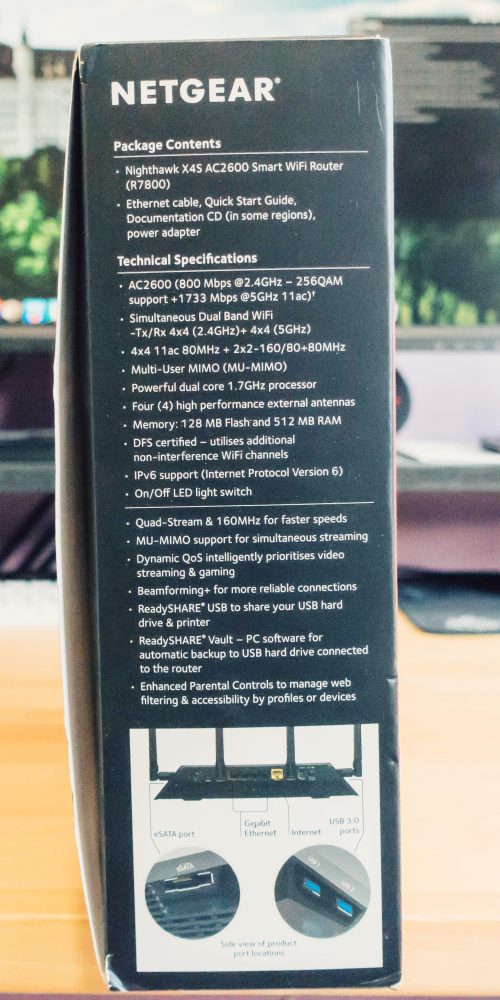 NETGEAR®
Package Contents
• Nighthawk X4S AC2600 Smart WiFi Router
(R7800)
• Ethernet cable, Quick Start Guide,
Documentation CD (in some regions),
power adapter
Technical Specifications
• AC2600 (800 Mbps @2.4GHz – 256QAM
support +1733 Mbps @5GHz 11ac)†
• Simultaneous Dual Band WiFi
-Tx/Rx 4x4 (2.4GHz)+ 4x4 (5GHz)
• 4x4 11ac 80MHz + 2x2-160/80+80MHz
• Multi-User MIMO (MU-MIMO)
• Powerful dual core 1.7GHz processor
• Four (4) high performance external antennas
• Memory: 128 MB Flash and 512 MB RAM
• DFS certified – utilises additional
non-interference WiFi channels
• IPv6 support (Internet Protocol Version 6)
• On/Off LED light switch
• Quad-Stream & 160MHz for faster speeds
• MU-MIMO support for simultaneous streaming
• Dynamic QoS intelligently prioritises video
streaming & gaming
• Beamforming+ for more reliable connections
• ReadySHARE® USB to share your USB hard
drive & printer
• ReadySHARE® Vault – PC software for
automatic backup to USB hard drive connected
to the router
• Enhanced Parental Controls to manage web
filtering & accessibility by profiles or devices
eSATA port
Gigabit
Ethernet
Internet
USB 3.0
ports
eSATA
USB 1
USB 2
Side view of product
port locations